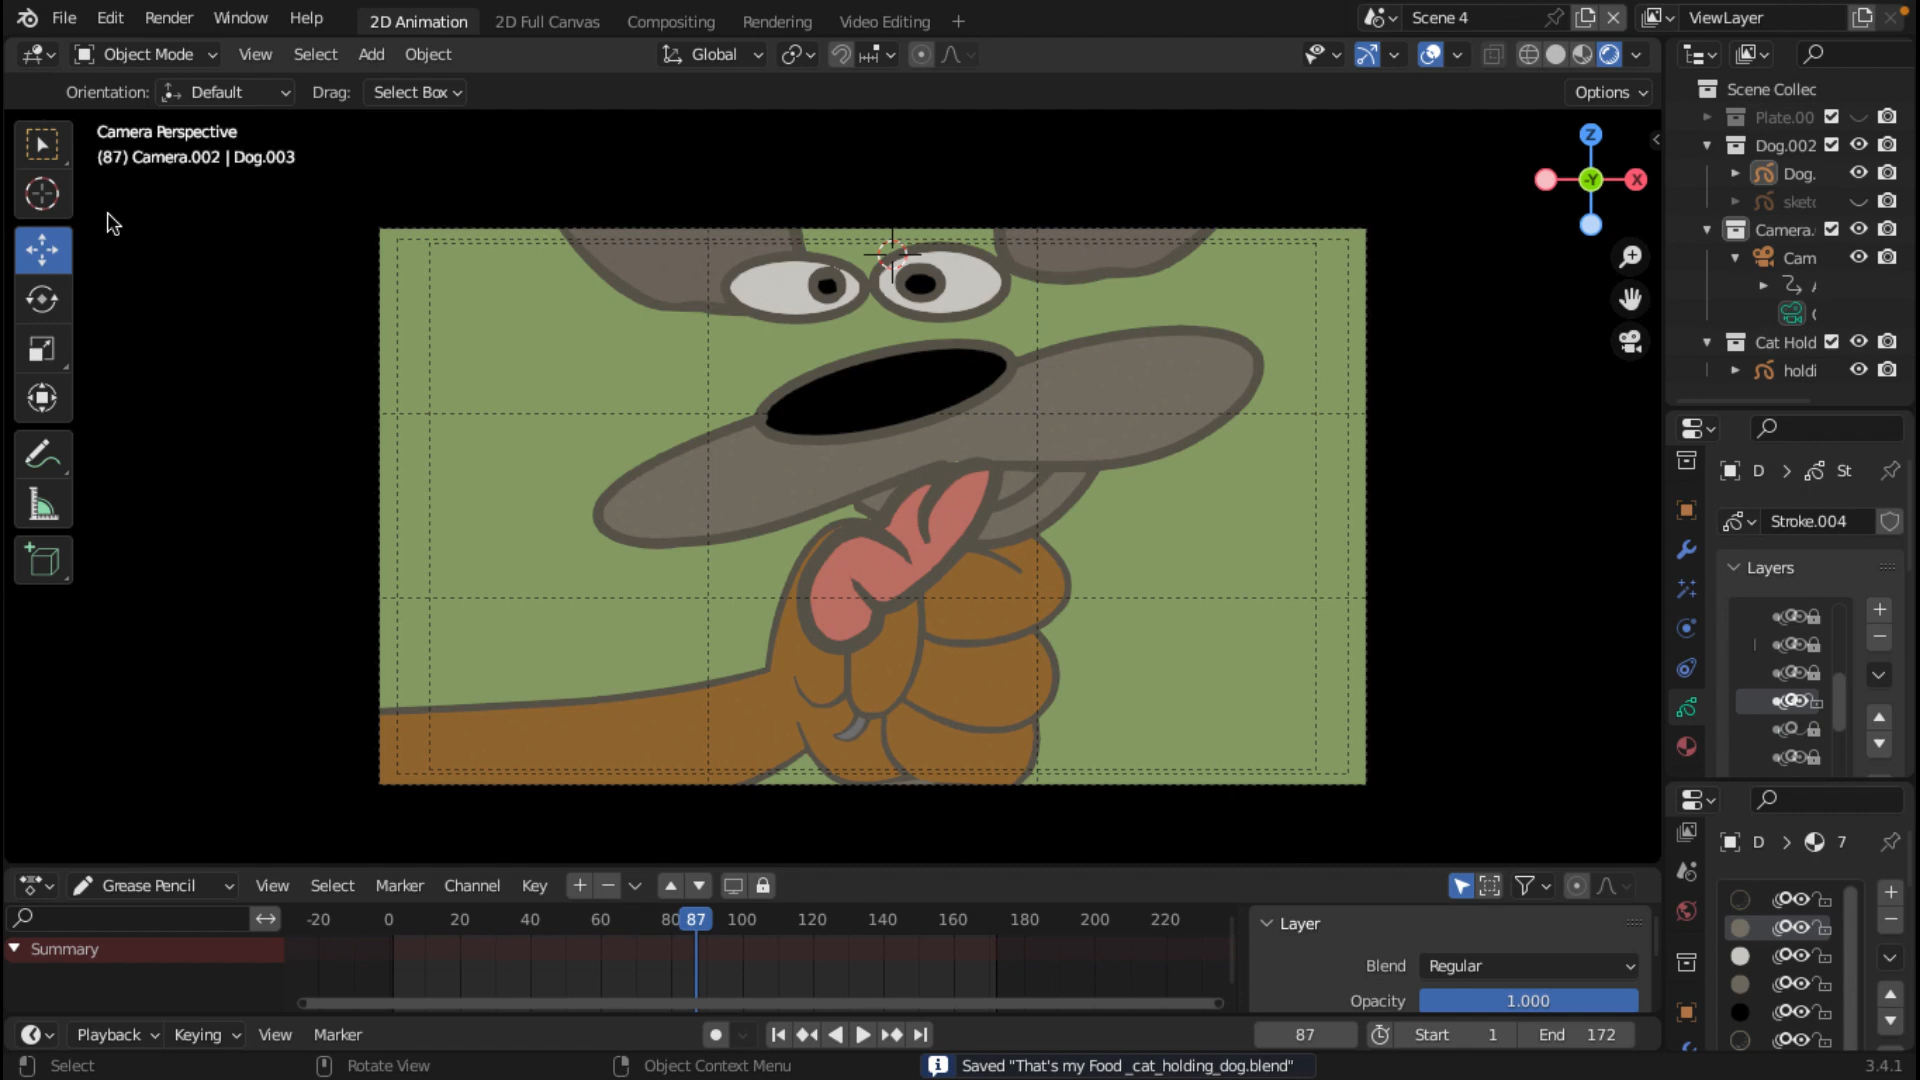 File Edit Render Window Help 2D Animation 2D Full Canvas Compositing Rendering Video Editing Scene 4 ViewLayer
Object Mode View Select Add Object Global
Orientation: Default Drag: Select Box Options
Scene Collec
Camera Perspective
(87) Camera.002 | Dog.003
Plate.00
Dog.002
Dog.
sketc
Camera.
Cam
Cat Hold
holdi
Z
-Y
X
D > St
Stroke.004
Layers
D > 7
Grease Pencil View Select Marker Channel Key
-20 0 20 40 60 80 87 100 120 140 160 180 200 220
Summary
Layer
Blend Regular
Opacity 1.000
Playback Keying View Marker 87 Start 1 End 172
Select Rotate View Object Context Menu Saved "That's my Food _cat_holding_dog.blend" 3.4.1